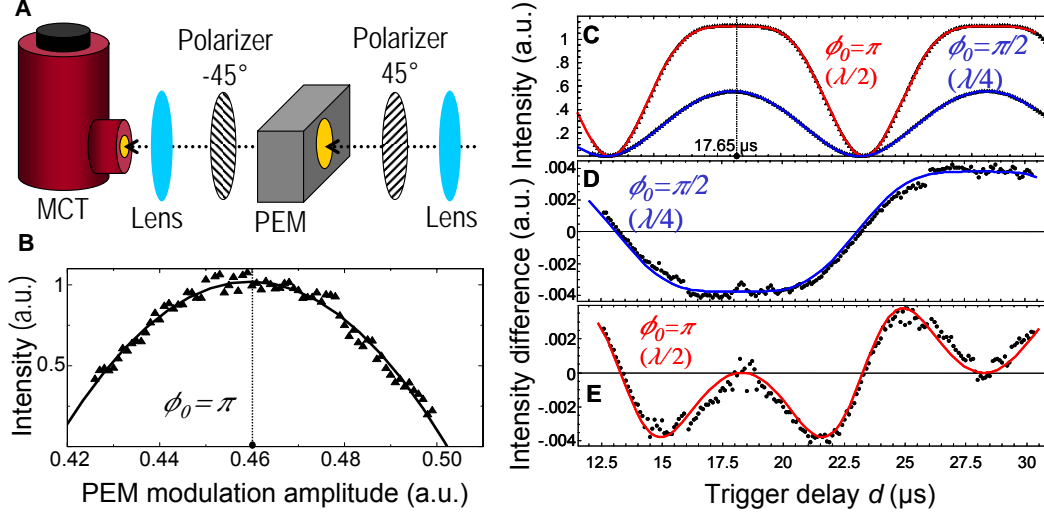 A
Polarizer
-45°
Polarizer
45°
MCT
Lens
PEM
Lens
B
Intensity (a.u.)
1
0.5
ϕ0 = π
0.42
0.44
0.46
0.48
0.50
PEM modulation amplitude (a.u.)
C
Intensity (a.u.)
1
.8
.6
.4
.2
ϕ0 = π
(λ/2)
ϕ0 = π/2
(λ/4)
17.65 µs
D
Intensity difference (a.u.)
.004
.002
0
-.002
-.004
ϕ0 = π/2
(λ/4)
E
.002
0
-.002
-.004
ϕ0 = π
(λ/2)
12.5
15
17.5
20
22.5
25
27.5
30
Trigger delay d (µs)